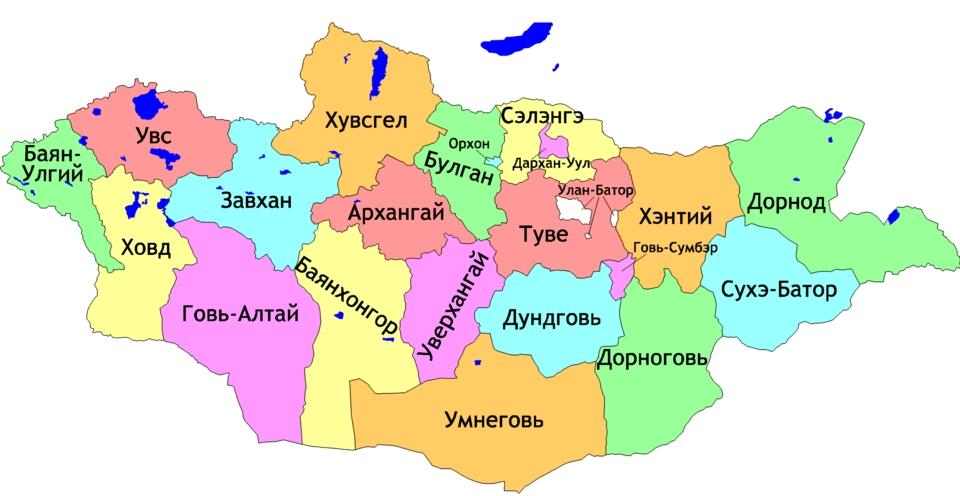 Увс
Баян-
Улгий
Ховд
Завхан
Хувсгел
Орхон
Булган
Сэлэнгэ
Дархан-Уул
Архангай
Туве
Улан-Батор
Хэнтий
Дорнод
Говь-Сумбэр
Говь-Алтай
Баянхонгор
Уверхангай
Дундговь
Сухэ-Батор
Дорноговь
Умнеговь